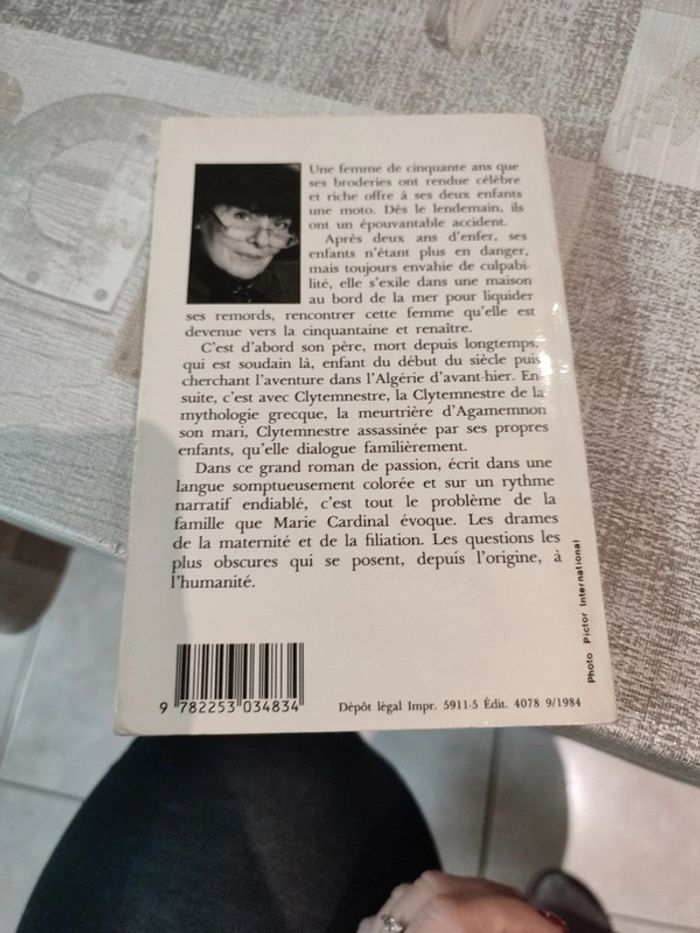 Une femme de cinquante ans que
ses broderies ont rendue célèbre
et riche offre à ses deux enfants
une moto. Dès le lendemain, ils
ont un épouvantable accident.
Après deux ans d'enfer, ses
enfants n'étant plus en danger,
mais toujours envahie de culpabi-
lité, elle s'exile dans une maison
au bord de la mer pour liquider
ses remords, rencontrer cette femme qu'elle est
devenue vers la cinquantaine et renaître.
C'est d'abord son père, mort depuis longtemps,
qui est soudain là, enfant du début du siècle puis
cherchant l'aventure dans l'Algérie d'avant-hier. En-
suite, c'est avec Clytemnestre, la Clytemnestre de la
mythologie grecque, la meurtrière d'Agamemnon
son mari, Clytemnestre assassinée par ses propres
enfants, qu'elle dialogue familièrement.
Dans ce grand roman de passion, écrit dans une
langue somptueusement colorée et sur un rythme
narratif endiablé, c'est tout le problème de la
famille que Marie Cardinal évoque. Les drames
de la maternité et de la filiation. Les questions les
plus obscures qui se posent, depuis l'origine, à
l'humanité.
Photo Pictor International
9 782253 034834
Dépôt légal Impr. 5911-5 Édit. 4078 9/1984